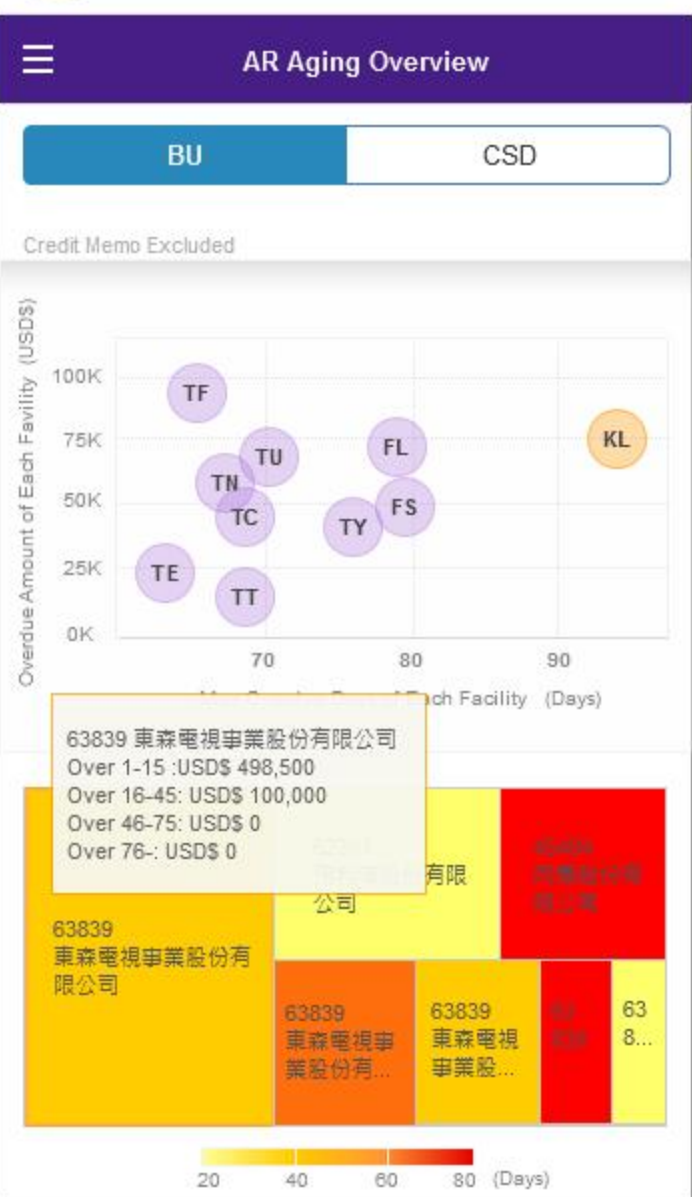 AR Aging Overview
BU
CSD
Credit Memo Excluded
Overdue Amount of Each Favility (USD$)
100K
75K
50K
25K
0K
TF
TU
TN
TC
TE
TT
FL
FS
TY
KL
70
80
90
ch Facility (Days)
63839 東森電視事業股份有限公司
Over 1-15 :USD$ 498,500
Over 16-45: USD$ 100,000
Over 46-75: USD$ 0
Over 76-: USD$ 0
63839
東森電視事業股份有
限公司
有限
公司
63839
東森電視事
業股份有...
63839
東森電視
事業股...
63
8...
20
40
60
80
(Days)